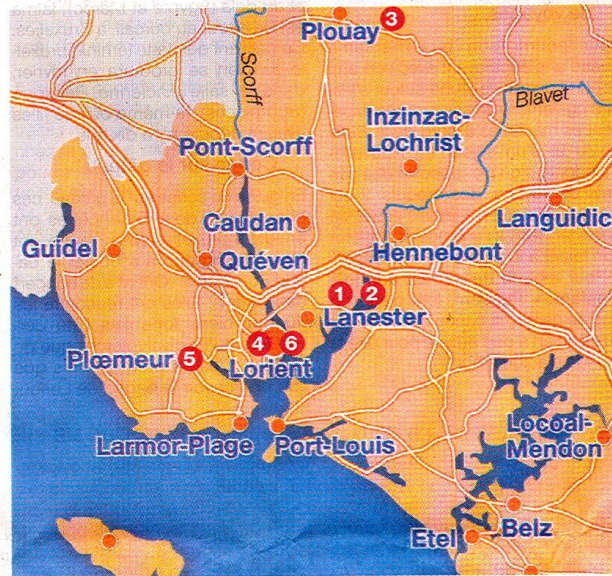 Plouay 3
Scorff
Blavet
Inzinzac-
Lochrist
Pont-Scorff
Languidic
Caudan
Hennebont
Guidel
Quéven
1 2
Lanester
4 6
Plœmeur 5
Lorient
Larmor-Plage
Port-Louis
Locoal-
Mendon
Belz
Etel